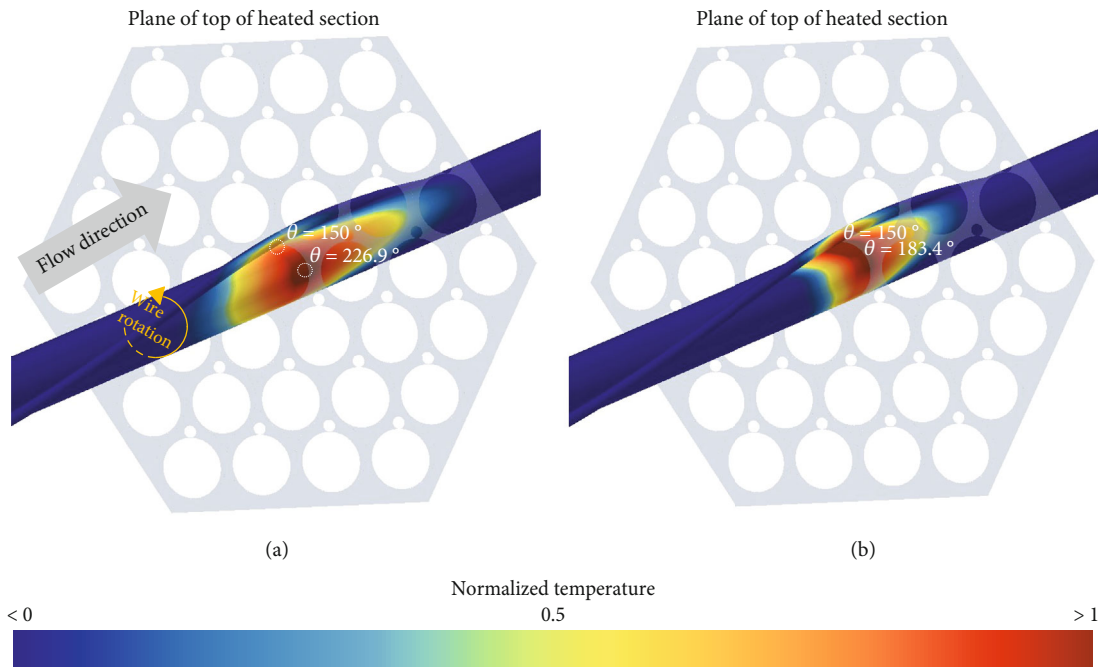 Plane of top of heated section
Plane of top of heated section
Flow direction
θ = 150 °
θ = 226.9 °
Wire
rotation
θ = 150 °
θ = 183.4 °
(a)
(b)
Normalized temperature
< 0
0.5
> 1